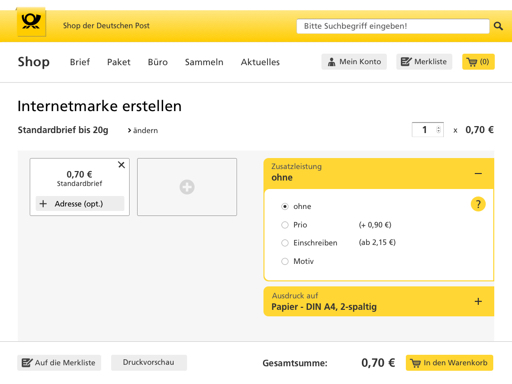 Shop der Deutschen Post
Bitte Suchbegriff eingeben!
Shop Brief Paket Büro Sammeln Aktuelles Mein Konto Merkliste (0)
Internetmarke erstellen
Standardbrief bis 20g ändern 1 x 0,70 €
0,70 €
Standardbrief
Adresse (opt.)
Zusatzleistung
ohne
ohne
?
Prio (+ 0,90 €)
Einschreiben (ab 2,15 €)
Motiv
Ausdruck auf
Papier - DIN A4, 2-spaltig
Auf die Merkliste Druckvorschau Gesamtsumme: 0,70 € In den Warenkorb